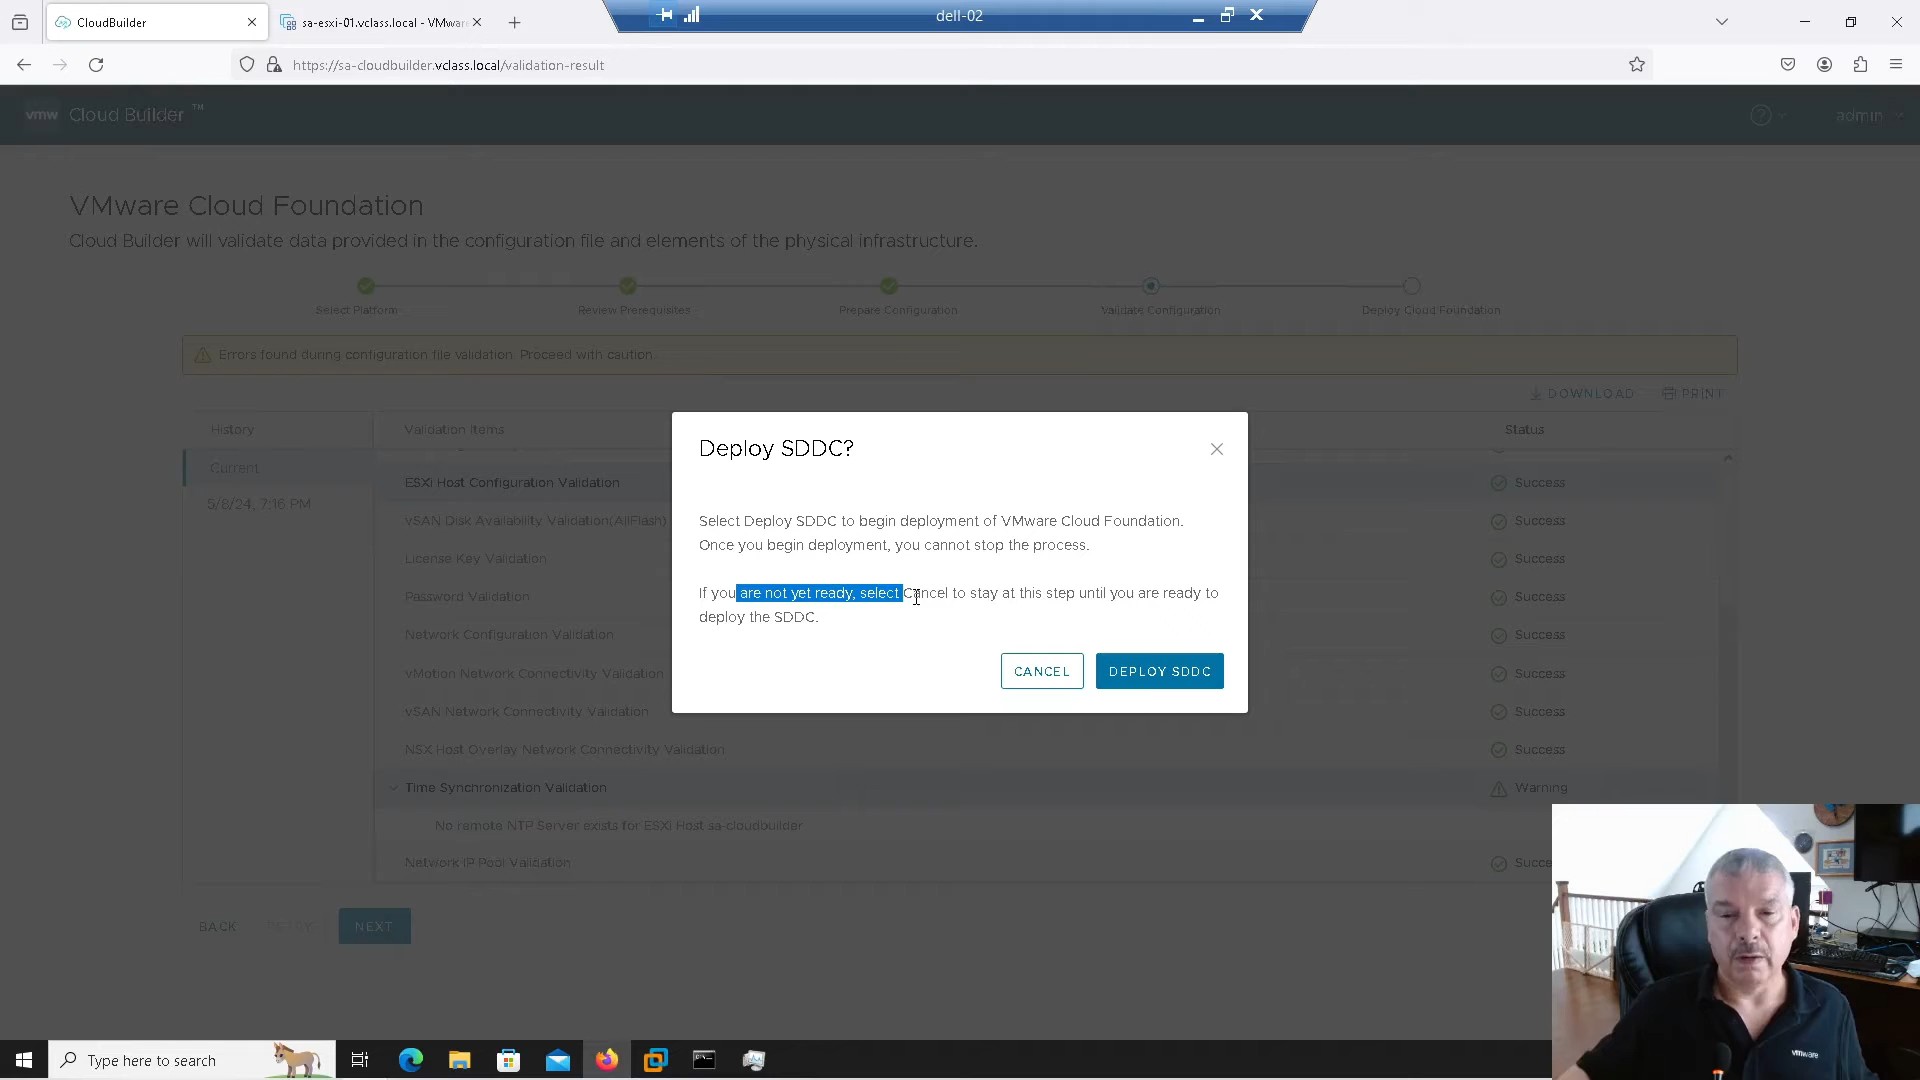 CloudBuilder
sa-esxi-01.vclass.local - VMwar
dell-02
https://sa-cloudbuilder.vclass.local/validation-result
vmw Cloud Builder ™
admin
VMware Cloud Foundation
Cloud Builder will validate data provided in the configuration file and elements of the physical infrastructure.
Select Platform
Review Prerequisites
Prepare Configuration
Validate Configuration
Deploy Cloud Foundation
Errors found during configuration file validation. Proceed with caution.
DOWNLOAD
PRINT
History
Validation Items
Status
Current
5/8/24, 7:16 PM
ESXi Host Configuration Validation
Success
vSAN Disk Availability Validation(AllFlash)
Success
License Key Validation
Success
Password Validation
Success
Network Configuration Validation
Success
vMotion Network Connectivity Validation
Success
vSAN Network Connectivity Validation
Success
NSX Host Overlay Network Connectivity Validation
Success
Time Synchronization Validation
Warning
No remote NTP Server exists for ESXi Host sa-cloudbuilder
Network IP Pool Validation
Succe
Deploy SDDC?
Select Deploy SDDC to begin deployment of VMware Cloud Foundation.
Once you begin deployment, you cannot stop the process.
If you are not yet ready, select Cancel to stay at this step until you are ready to
deploy the SDDC.
CANCEL
DEPLOY SDDC
BACK
RETRY
NEXT
Type here to search
vmware